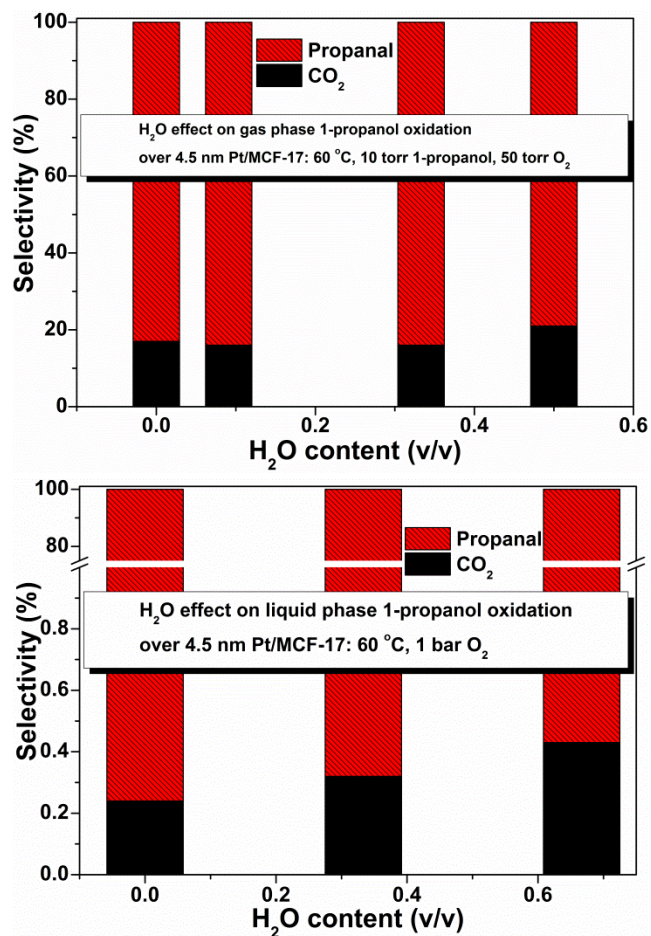 100
80
60
40
20
0
Selectivity (%)
Propanal
CO₂
H₂O effect on gas phase 1-propanol oxidation
over 4.5 nm Pt/MCF-17: 60 °C, 10 torr 1-propanol, 50 torr O₂
0.0 0.2 0.4 0.6
H₂O content (v/v)
100
80
0.8
0.6
0.4
0.2
0.0
Selectivity (%)
Propanal
CO₂
H₂O effect on liquid phase 1-propanol oxidation
over 4.5 nm Pt/MCF-17: 60 °C, 1 bar O₂
0.0 0.2 0.4 0.6
H₂O content (v/v)